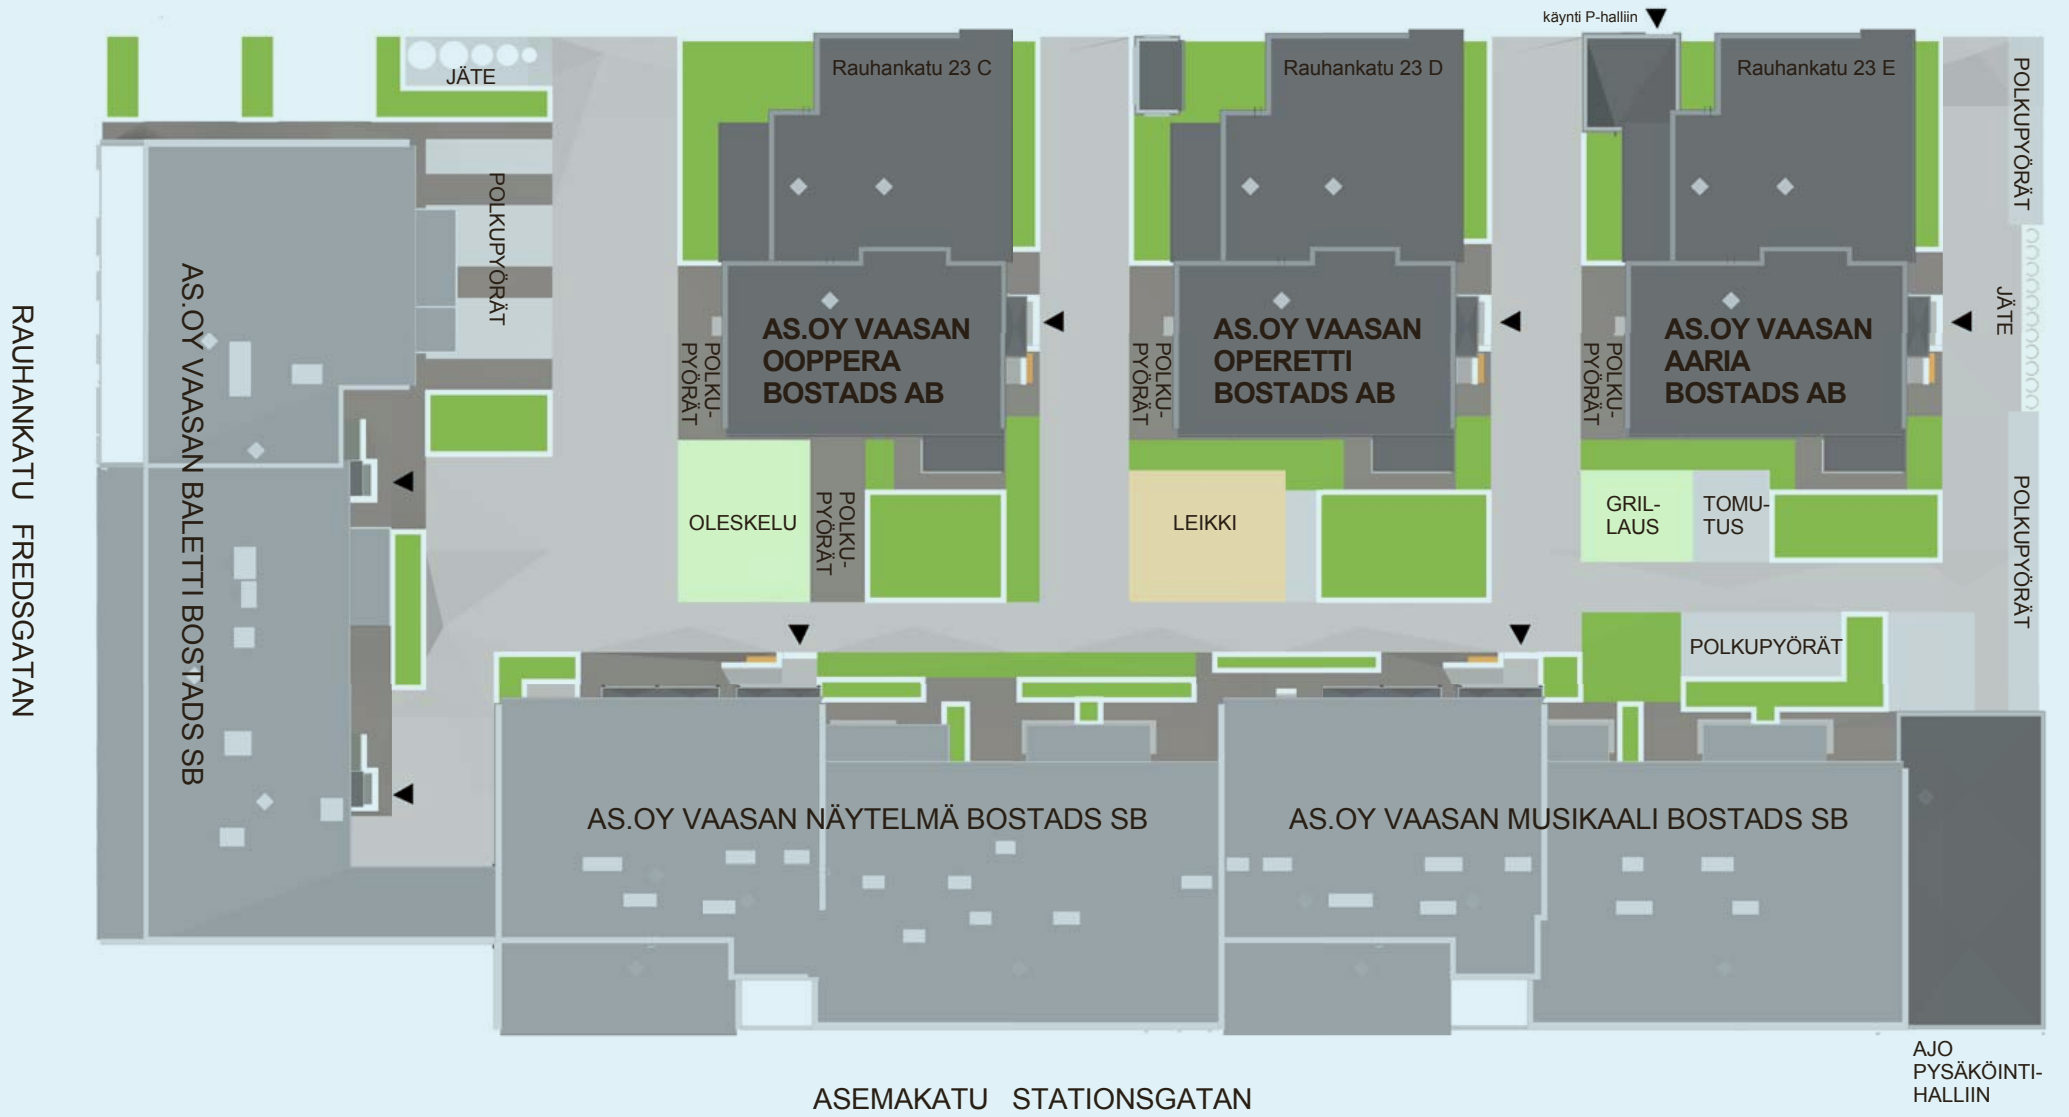 käynti P-halliin
JÄTE
Rauhankatu 23 C
Rauhankatu 23 D
Rauhankatu 23 E
POLKUPYÖRÄT
POLKUPYÖRÄT
RAUHANKATU FREDSGATAN
AS.OY VAASAN BALETTI BOSTADS SB
POLKU-
PYÖRÄT
AS.OY VAASAN
OOPPERA
BOSTADS AB
POLKU-
PYÖRÄT
AS.OY VAASAN
OPERETTI
BOSTADS AB
POLKU-
PYÖRÄT
AS.OY VAASAN
AARIA
BOSTADS AB
JÄTE
OLESKELU
POLKU-
PYÖRÄT
LEIKKI
GRIL-
LAUS
TOMU-
TUS
POLKUPYÖRÄT
POLKUPYÖRÄT
AS.OY VAASAN NÄYTELMÄ BOSTADS SB
AS.OY VAASAN MUSIKAALI BOSTADS SB
AJO
PYSÄKÖINTI-
HALLIIN
ASEMAKATU STATIONSGATAN